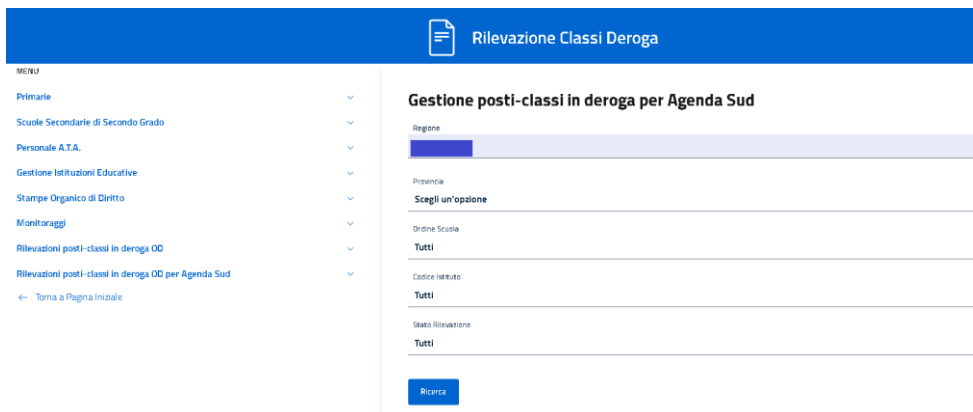 Rilevazione Classi Deroga
MENU
Primarie
Scuole Secondarie di Secondo Grado
Personale A.T.A.
Gestione Istituzioni Educative
Stampe Organico di Diritto
Monitoraggi
Rilevazioni posti-classi in deroga OD
Rilevazioni posti-classi in deroga OD per Agenda Sud
← Torna a Pagina Iniziale
Gestione posti-classi in deroga per Agenda Sud
Regione
Provincia
Scegli un'opzione
Ordine Scuola
Tutti
Codice Istituto
Tutti
Stato Rilevazione
Tutti
Ricerca